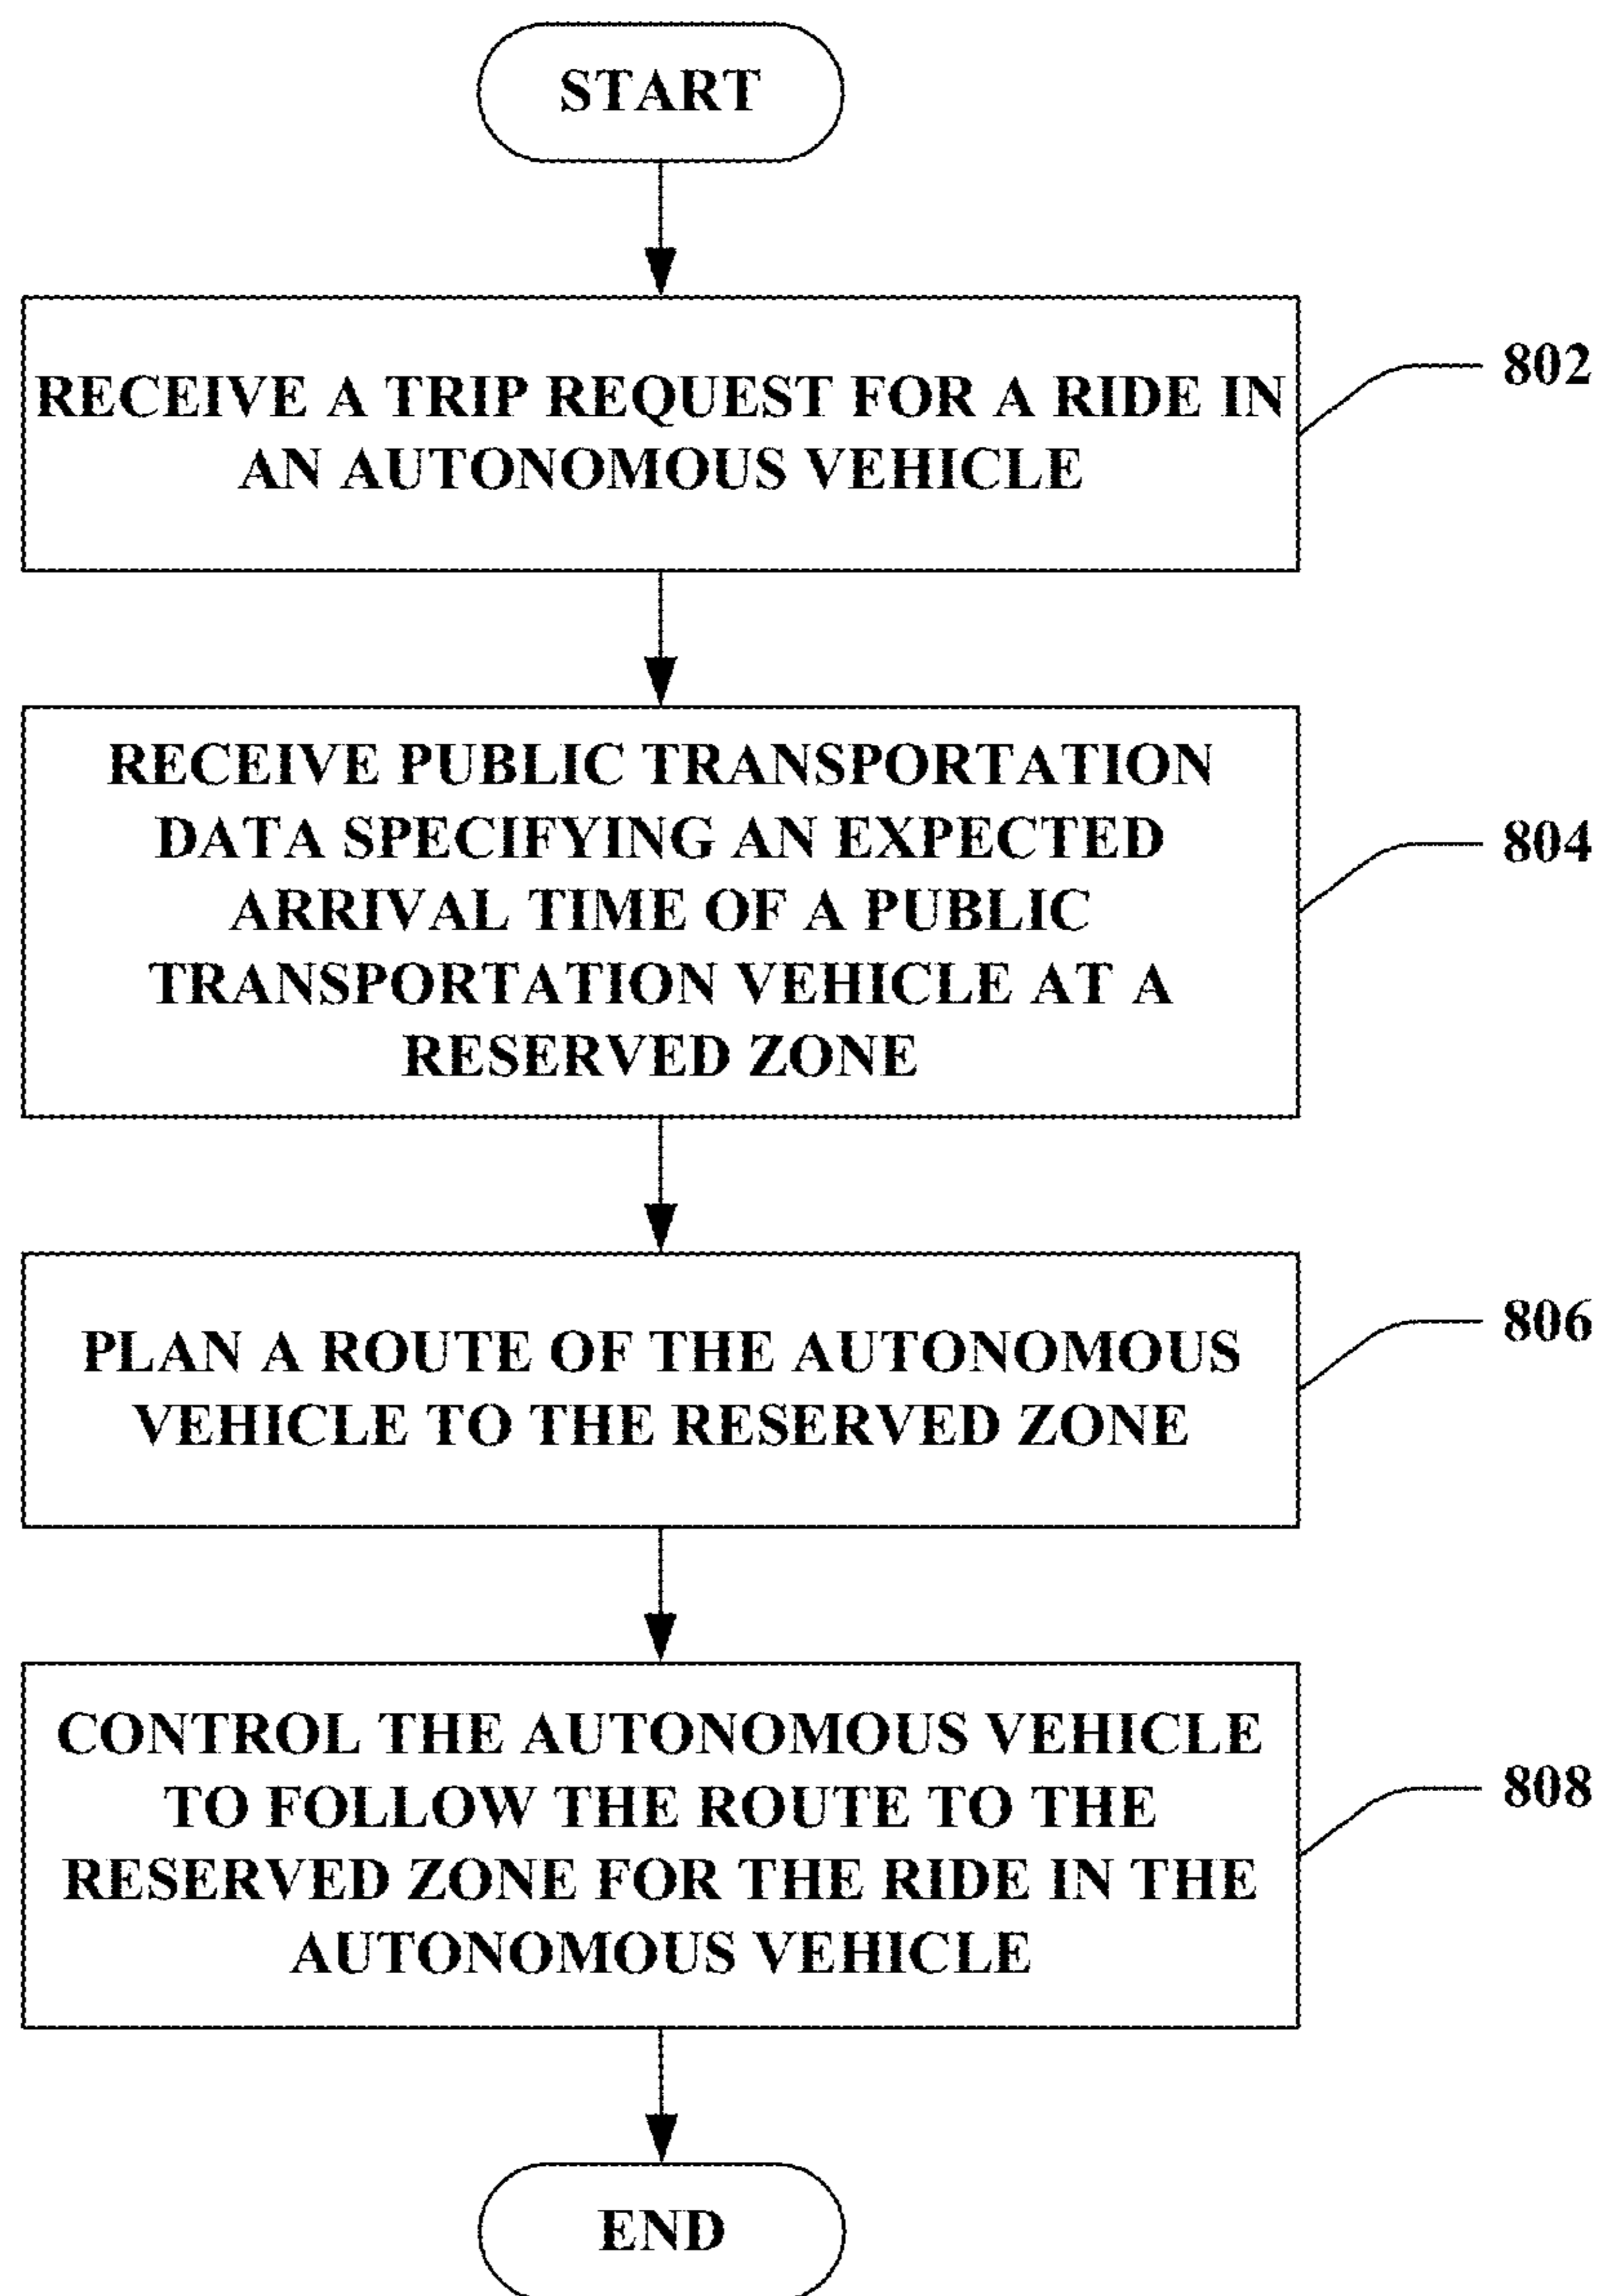 START
RECEIVE A TRIP REQUEST FOR A RIDE IN
AN AUTONOMOUS VEHICLE
802
RECEIVE PUBLIC TRANSPORTATION
DATA SPECIFYING AN EXPECTED
ARRIVAL TIME OF A PUBLIC
TRANSPORTATION VEHICLE AT A
RESERVED ZONE
804
PLAN A ROUTE OF THE AUTONOMOUS
VEHICLE TO THE RESERVED ZONE
806
CONTROL THE AUTONOMOUS VEHICLE
TO FOLLOW THE ROUTE TO THE
RESERVED ZONE FOR THE RIDE IN THE
AUTONOMOUS VEHICLE
808
END